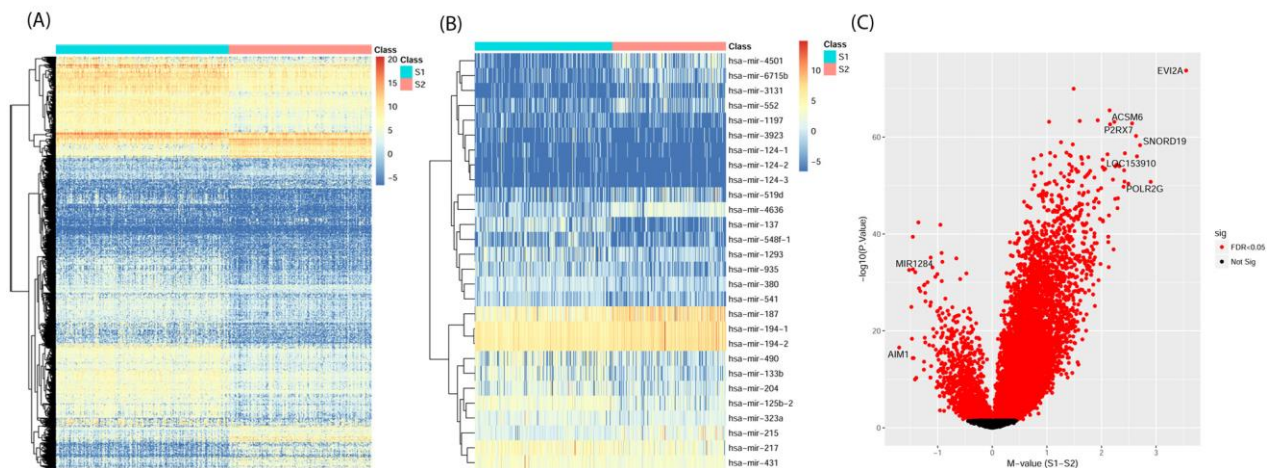 (A)
Class
20
15
10
5
0
-5
Class
S1
S2
(B)
Class
10
5
0
-5
Class
S1
S2
hsa-mir-4501
hsa-mir-6715b
hsa-mir-3131
hsa-mir-552
hsa-mir-1197
hsa-mir-3923
hsa-mir-124-1
hsa-mir-124-2
hsa-mir-124-3
hsa-mir-519d
hsa-mir-4636
hsa-mir-137
hsa-mir-548f-1
hsa-mir-1293
hsa-mir-935
hsa-mir-380
hsa-mir-541
hsa-mir-187
hsa-mir-194-1
hsa-mir-194-2
hsa-mir-490
hsa-mir-133b
hsa-mir-204
hsa-mir-125b-2
hsa-mir-323a
hsa-mir-215
hsa-mir-217
hsa-mir-431
(C)
EVI2A
ACSM6
P2RX7
SNORD19
LOC153910
POLR2G
MIR1284
AIM1
-log10(P.Value)
60
40
20
0
-1
0
1
2
3
M-value (S1-S2)
sig
FDR<0.05
Not Sig